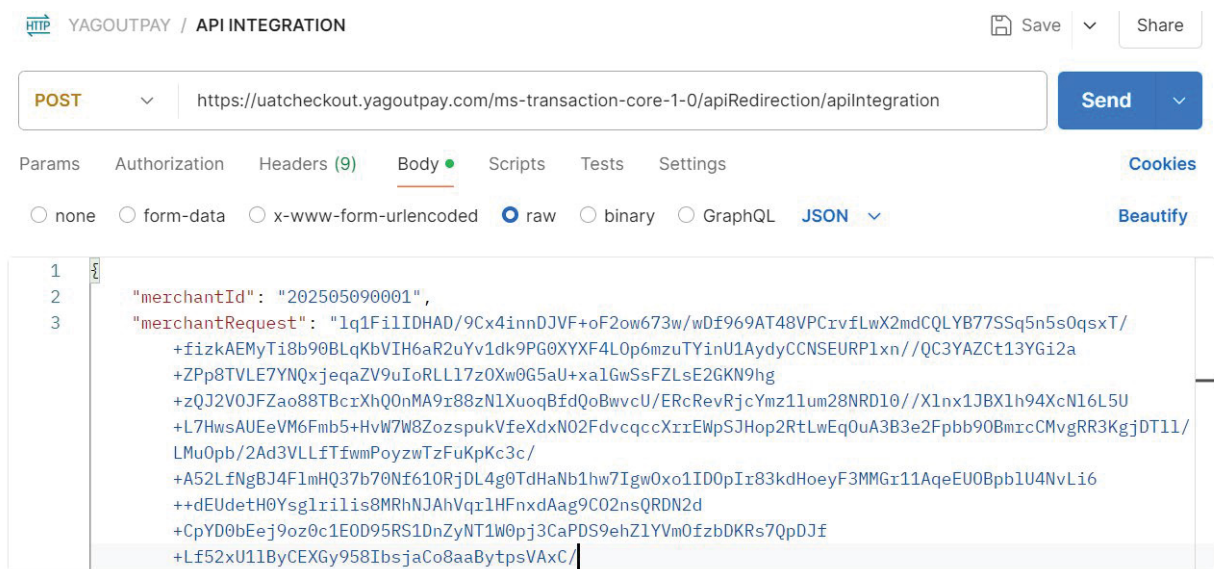 HTTP YAGOUTPAY / API INTEGRATION Save Share
POST https://uatcheckout.yagoutpay.com/ms-transaction-core-1-0/apiRedirection/apiIntegration Send
Params Authorization Headers (9) Body Scripts Tests Settings Cookies
none form-data x-www-form-urlencoded raw binary GraphQL JSON Beautify
1 {
2 "merchantId": "202505090001",
3 "merchantRequest": "lq1FilIDHAD/9Cx4innDJVF+oF2ow673w/wDf969AT48VPCrvfLwX2mdCQLYB77SSq5n5sOqsxT/
+fizkAEMyTi8b90BLqKbVIH6aR2uYv1dk9PG0XYXF4LOp6mzuTYinU1AydyCCNSEURPlxn//QC3YAZCt13YGi2a
+ZPp8TVLE7YNQxjeqaZV9uIoRLLl7zOXw0G5aU+xalGwSsFZLsE2GKN9hg
+zQJ2VOJFZao88TBcrXhQOnMA9r88zNlXuoqBfdQoBwvcU/ERcRevRjcYmz1lum28NRDl0//Xlnx1JBXlh94XcNl6L5U
+L7HwsAUEeVM6Fmb5+HvW7W8ZozspukVfeXdxNO2FdvcqccXrrEWpSJHop2RtLwEqOuA3B3e2Fpbb9OBmrcCMvgRR3KgjDTll/
LMuOpb/2Ad3VLLfTfwmPoyzwTzFuKpKc3c/
+A52LfNgBJ4FlmHQ37b70Nf61ORjDL4g0TdHaNb1hw7IgwOxo1IDOpIr83kdHoeyF3MMGr11AqeEUOBpblU4NvLi6
++dEUdetH0Ysglrilis8MRhNJAhVqrlHFnxdAag9CO2nsQRDN2d
+CpYD0bEej9oz0c1EOD95RS1DnZyNT1W0pj3CaPDS9ehZlYVmOfzbDKRs7QpDJf
+Lf52xU1lByCEXGy958IbsjaCo8aaBytpsVAxC/